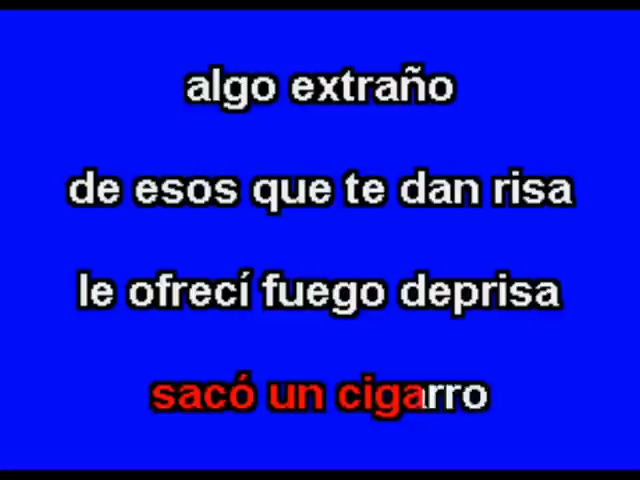 algo extraño
de esos que te dan risa
le ofrecí fuego deprisa
sacó un cigarro